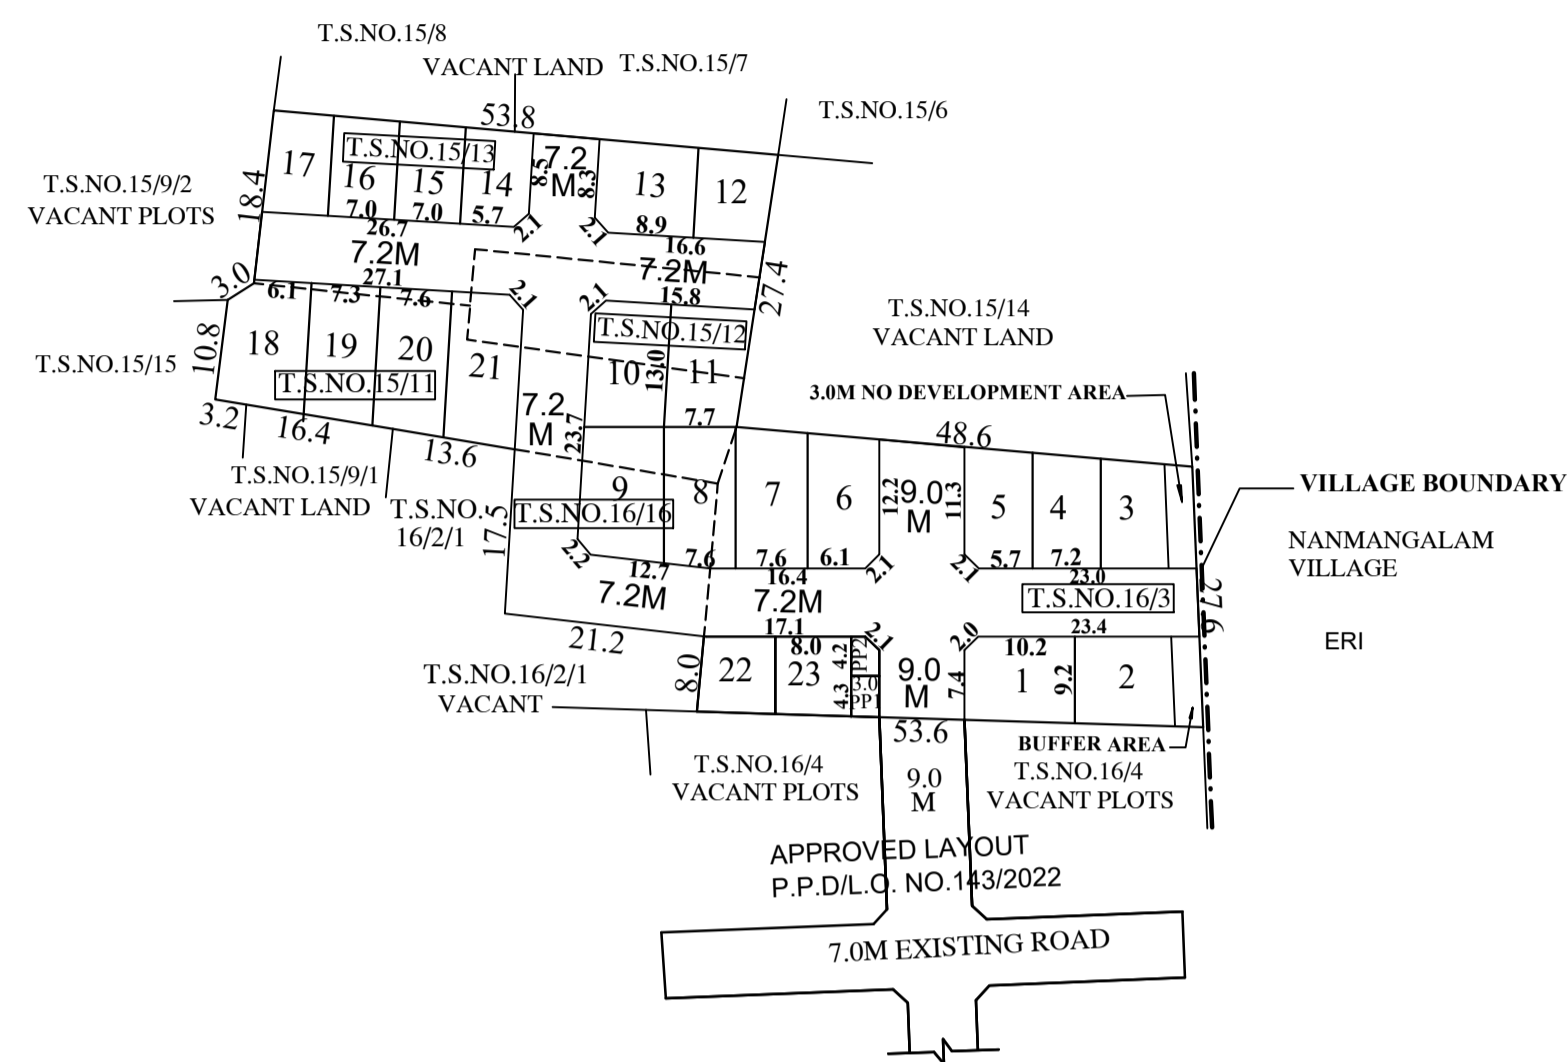 T.S.NO.15/8
VACANT LAND
T.S.NO.15/7
T.S.NO.15/6
53.8
17
T.S.NO.15/13
16
15
14
7.2
M
8.5
8.3
13
12
T.S.NO.15/9/2
VACANT PLOTS
18.4
7.0
7.0
5.7
2.1
2.1
8.9
26.7
16.6
7.2M
7.2M
27.1
15.8
27.4
3.0
6.1
7.3
7.6
2.1
2.1
T.S.NO.15/14
VACANT LAND
T.S.NO.15/12
T.S.NO.15/15
10.8
18
19
20
21
10
13.0
11
T.S.NO.15/11
3.0M NO DEVELOPMENT AREA
3.2
16.4
13.6
7.2
M
23.7
7.7
48.6
T.S.NO.15/9/1
VACANT LAND
T.S.NO.
16/2/1
17.5
9
8
7
6
12.2
9.0
M
11.3
5
4
3
T.S.NO.16/16
VILLAGE BOUNDARY
NANMANGALAM
VILLAGE
2.2
12.7
7.6
7.6
6.1
2.1
2.1
5.7
7.2
16.4
23.0
7.2M
7.2M
T.S.NO.16/3
27.6
17.1
23.4
21.2
8.0
2.1
2.0
10.2
ERI
T.S.NO.16/2/1
VACANT
8.0
22
23
4.2
PP2
4.3
3.0
PP1
9.0
M
7.4
1
9.2
2
53.6
BUFFER AREA
T.S.NO.16/4
VACANT PLOTS
9.0
M
T.S.NO.16/4
VACANT PLOTS
APPROVED LAYOUT
P.P.D/L.O. NO.143/2022
7.0M EXISTING ROAD